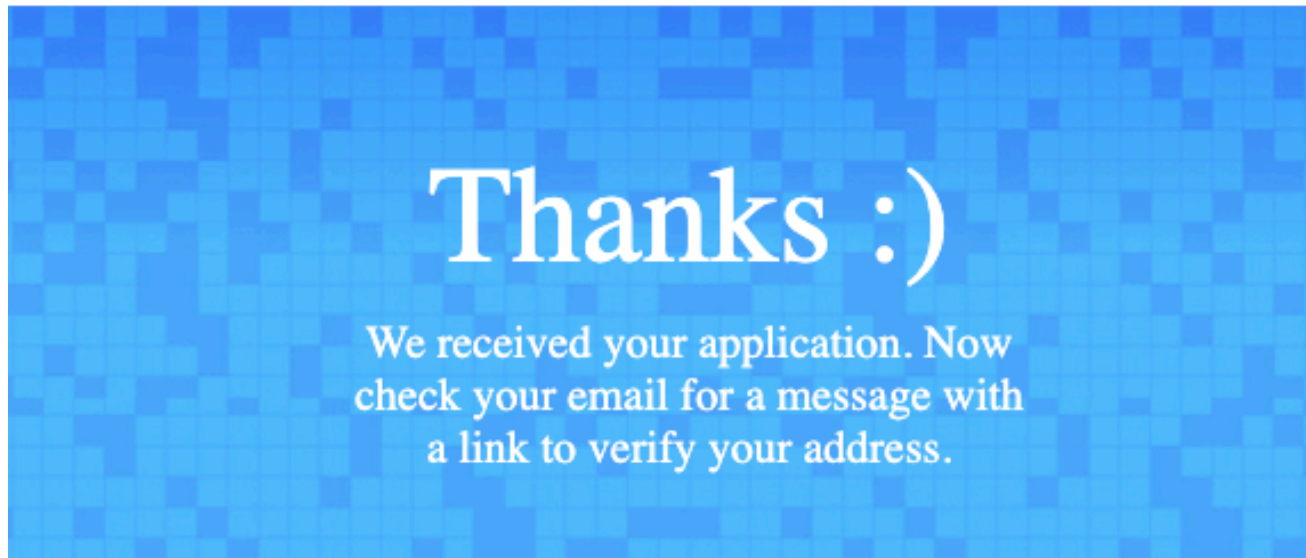 Thanks :)
We received your application. Now
check your email for a message with
a link to verify your address.